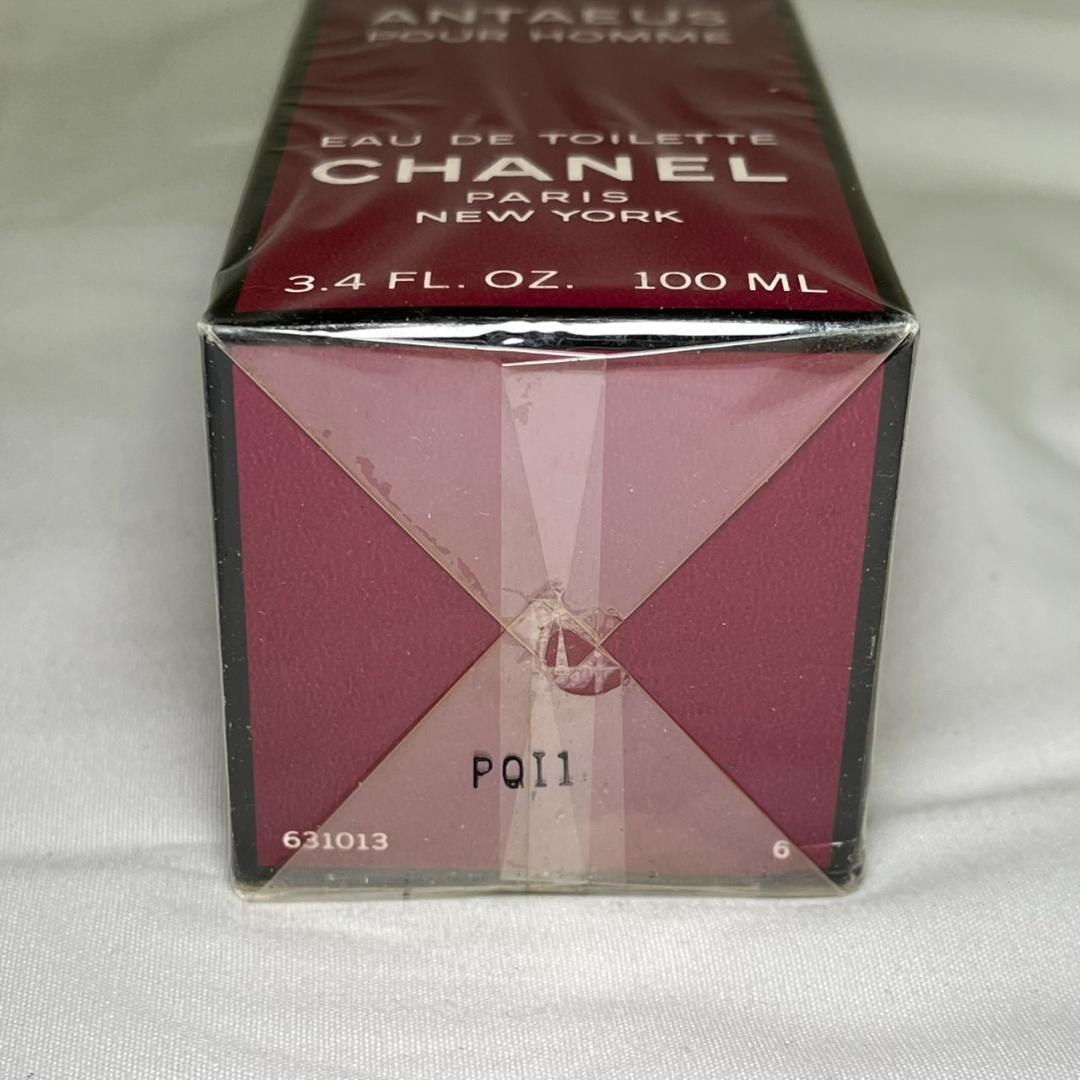 ANTAEUS
POUR HOMME
EAU DE TOILETTE
CHANEL
PARIS
NEW YORK
3.4 FL. OZ. 100 ML
PQI1
631013 6